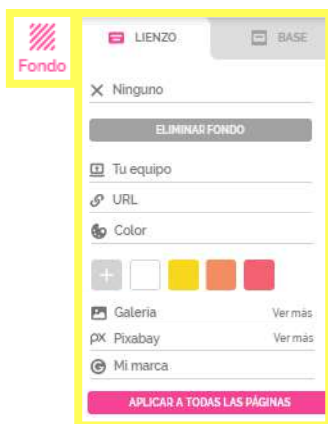 Fondo
LIENZO
BASE
Ninguno
ELIMINAR FONDO
Tu equipo
URL
Color
Galeria Ver más
px Pixabay Ver más
Mi marca
APLICAR A TODAS LAS PÁGINAS